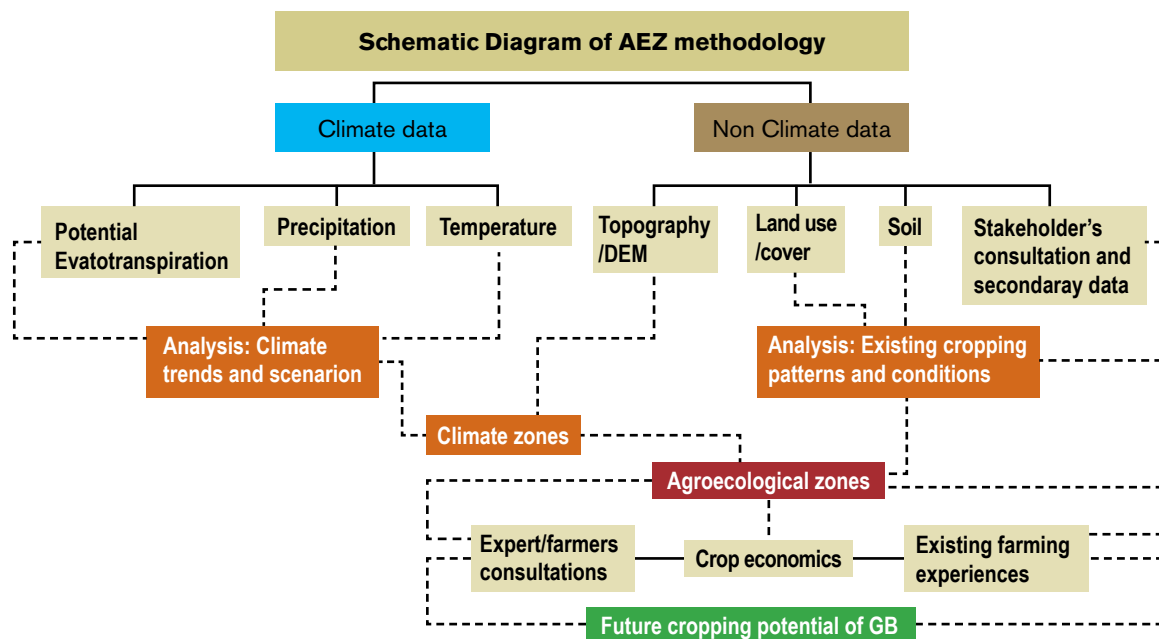 Schematic Diagram of AEZ methodology
Climate data
Non Climate data
Potential
Evatotranspiration
Precipitation
Temperature
Topography
/DEM
Land use
/cover
Soil
Stakeholder's
consultation and
secondaray data
Analysis: Climate
trends and scenarion
Analysis: Existing cropping
patterns and conditions
Climate zones
Agroecological zones
Expert/farmers
consultations
Crop economics
Existing farming
experiences
Future cropping potential of GB